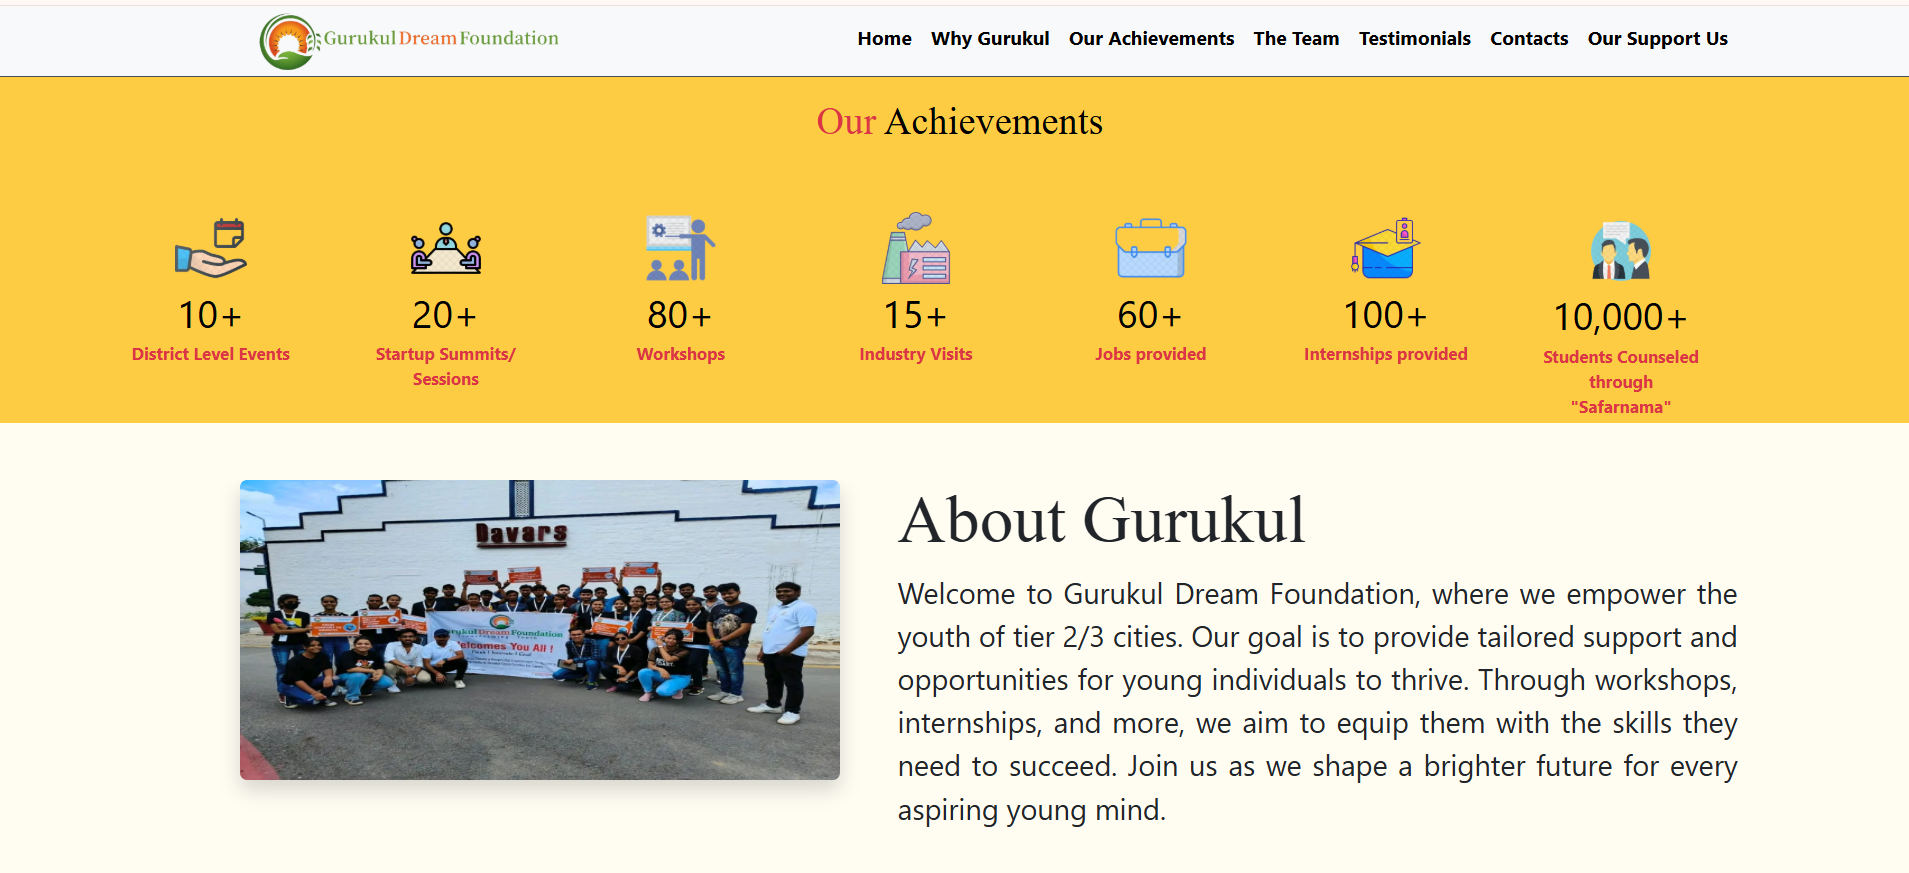 Gurukul Dream Foundation
Home Why Gurukul Our Achievements The Team Testimonials Contacts Our Support Us
Our Achievements
10+
District Level Events
20+
Startup Summits/
Sessions
80+
Workshops
15+
Industry Visits
60+
Jobs provided
100+
Internships provided
10,000+
Students Counseled
through
"Safarnama"
Davars
Gurukul Dream Foundation
Welcomes You All !
About Gurukul
Welcome to Gurukul Dream Foundation, where we empower the
youth of tier 2/3 cities. Our goal is to provide tailored support and
opportunities for young individuals to thrive. Through workshops,
internships, and more, we aim to equip them with the skills they
need to succeed. Join us as we shape a brighter future for every
aspiring young mind.